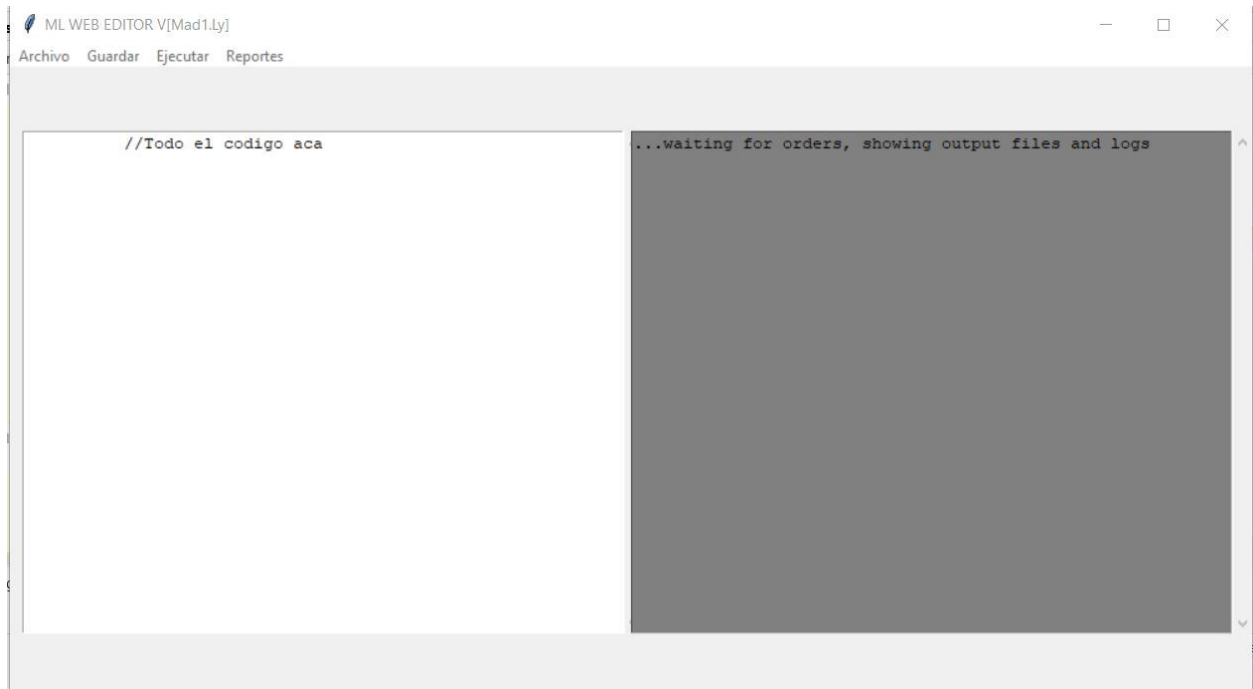 ML WEB EDITOR V[Mad1.Ly]
Archivo Guardar Ejecutar Reportes
//Todo el codigo aca
...waiting for orders, showing output files and logs